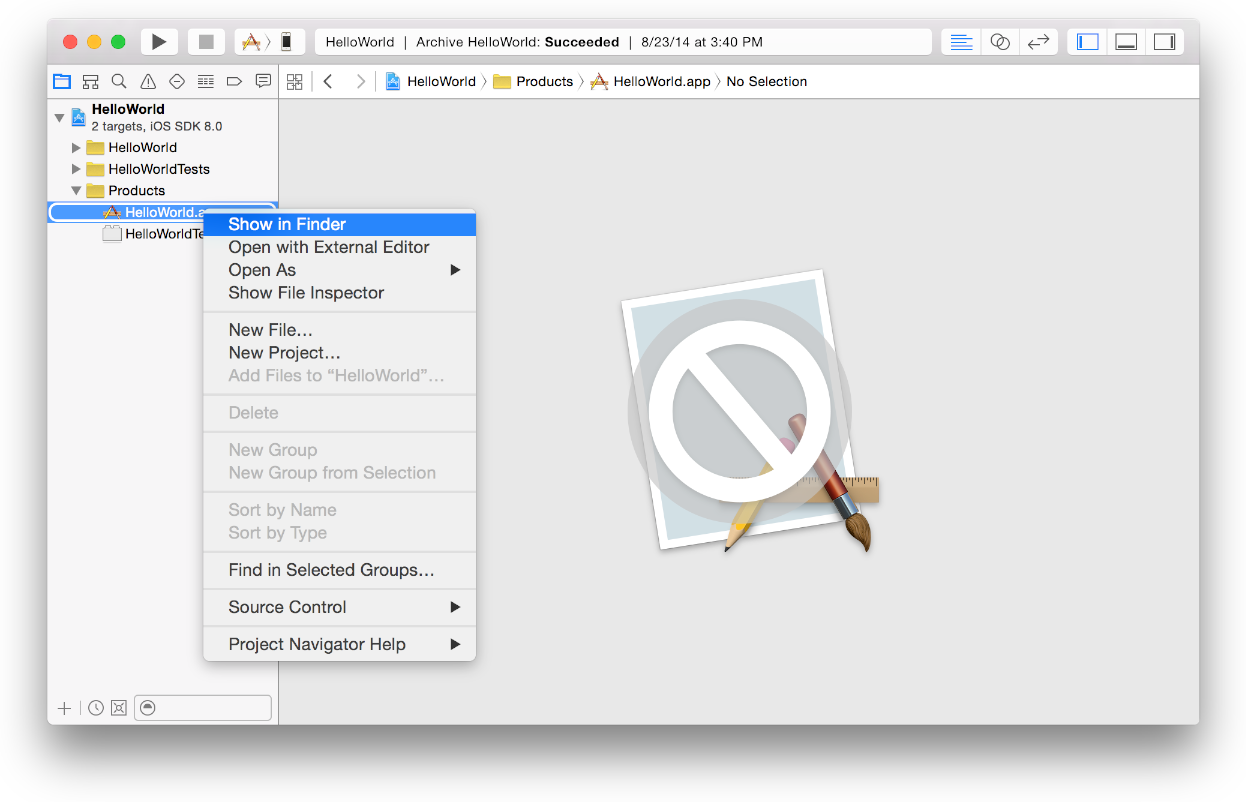 HelloWorld | Archive HelloWorld: Succeeded | 8/23/14 at 3:40 PM
HelloWorld Products HelloWorld.app No Selection
HelloWorld
2 targets, iOS SDK 8.0
HelloWorld
HelloWorldTests
Products
HelloWorld.a
HelloWorldTe
Show in Finder
Open with External Editor
Open As
Show File Inspector
New File…
New Project…
Add Files to “HelloWorld”…
Delete
New Group
New Group from Selection
Sort by Name
Sort by Type
Find in Selected Groups…
Source Control
Project Navigator Help